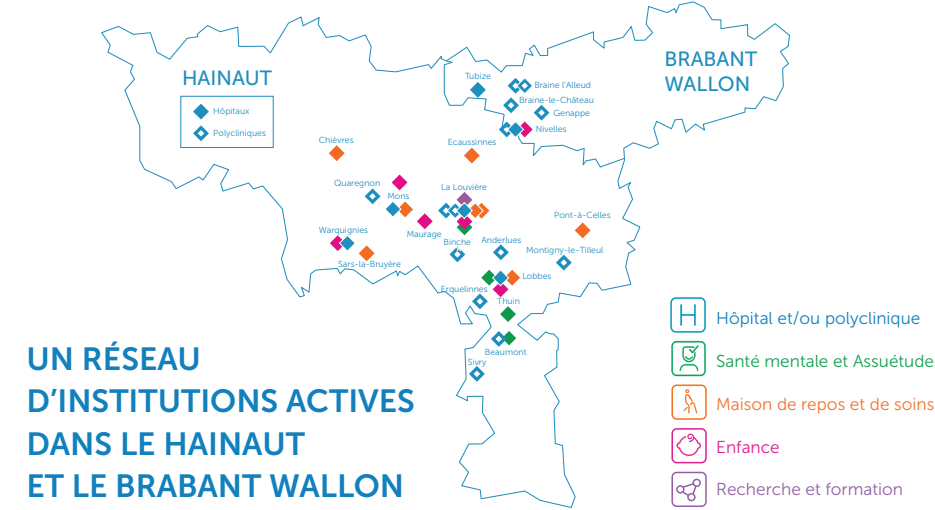 HAINAUT
Hôpitaux
Polycliniques
BRABANT
WALLON
Tubize
Braine l'Alleud
Braine-le-Château
Genappe
Nivelles
Chièvres
Ecaussinnes
Quaregnon
Mons
La Louvière
Pont-à-Celles
Warquignies
Maurage
Binche
Anderlues
Montigny-le-Tilleul
Sars-la-Bruyère
Lobbes
Erquelinnes
Thuin
Beaumont
Sivry
UN RÉSEAU
D'INSTITUTIONS ACTIVES
DANS LE HAINAUT
ET LE BRABANT WALLON
H Hôpital et/ou polyclinique
Santé mentale et Assuétude
Maison de repos et de soins
Enfance
Recherche et formation